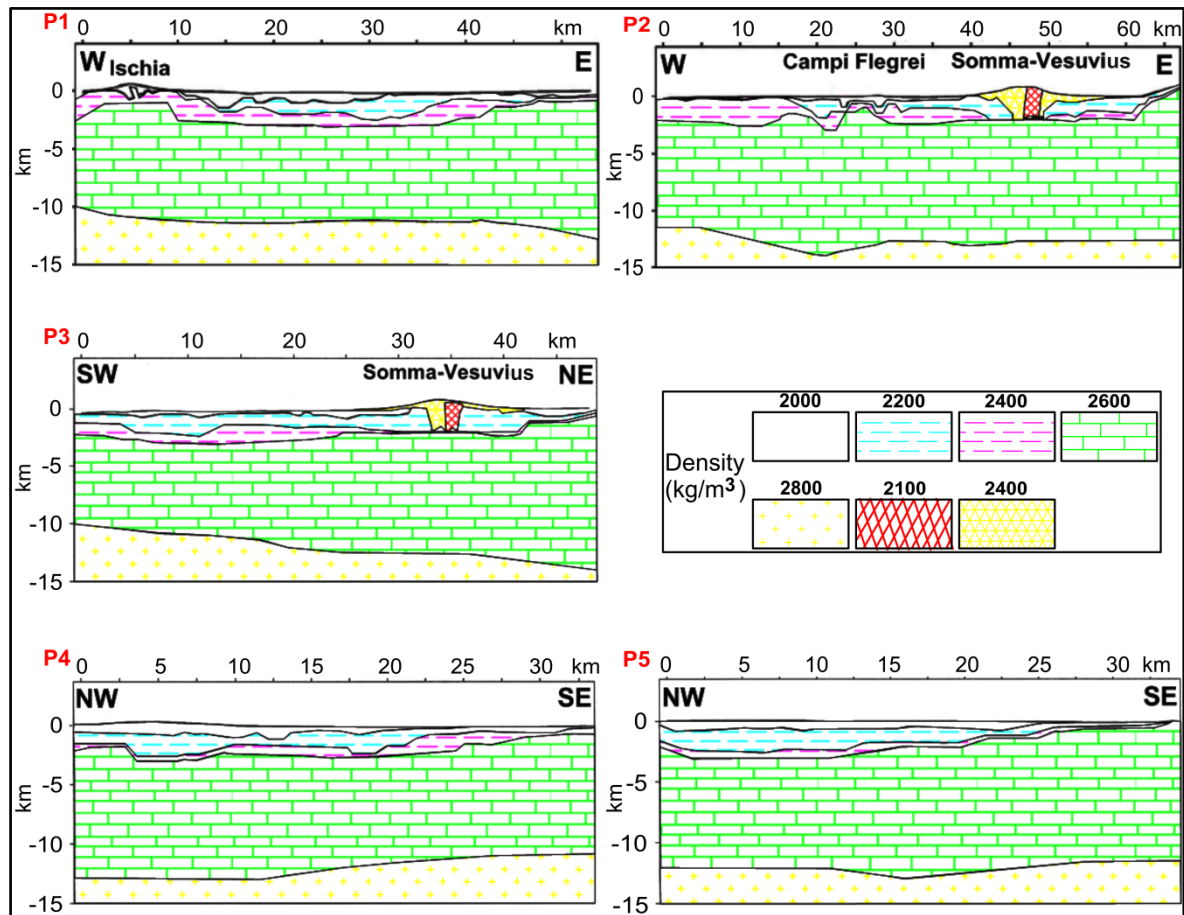 P1 0 10 20 30 40 km
W Ischia E
0
-5
-10
-15
km
P2 0 10 20 30 40 50 60 km
W Campi Flegrei Somma-Vesuvius E
0
-5
-10
-15
km
P3 0 10 20 30 40 km
SW Somma-Vesuvius NE
0
-5
-10
-15
km
2000 2200 2400 2600
Density
(kg/m³)
2800 2100 2400
P4 0 5 10 15 20 25 30 km
NW SE
0
-5
-10
-15
km
P5 0 5 10 15 20 25 30 km
NW SE
0
-5
-10
-15
km